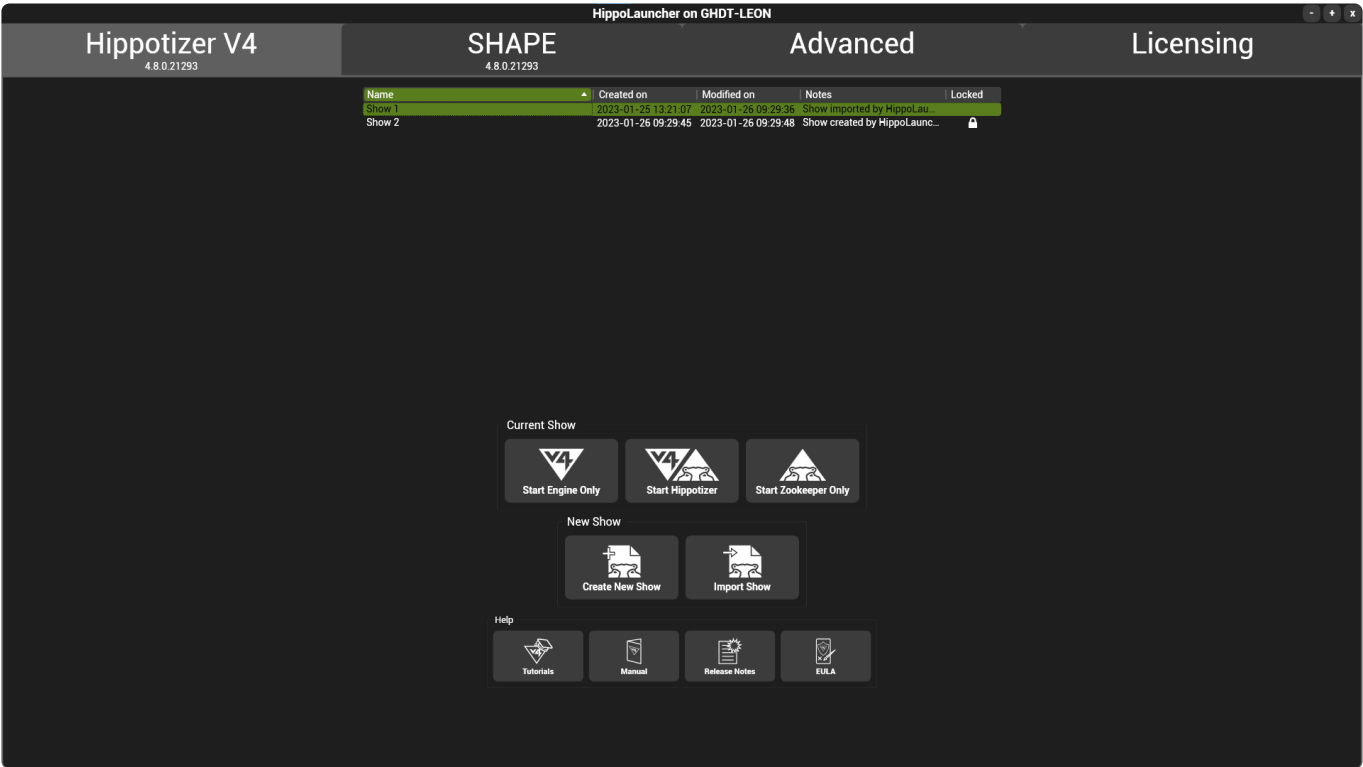 HippoLauncher on GHDT-LEON
- + x
Hippotizer V4 SHAPE Advanced Licensing
4.8.0.21293 4.8.0.21293
Name Created on Modified on Notes Locked
Show 1 2023-01-25 13:21:07 2023-01-26 09:29:36 Show imported by HippoLau...
Show 2 2023-01-26 09:29:45 2023-01-26 09:29:48 Show created by HippoLaunc...
Current Show
V4 V4
Start Engine Only Start Hippotizer Start Zookeeper Only
New Show
Create New Show Import Show
Help
V4
Tutorials Manual Release Notes EULA